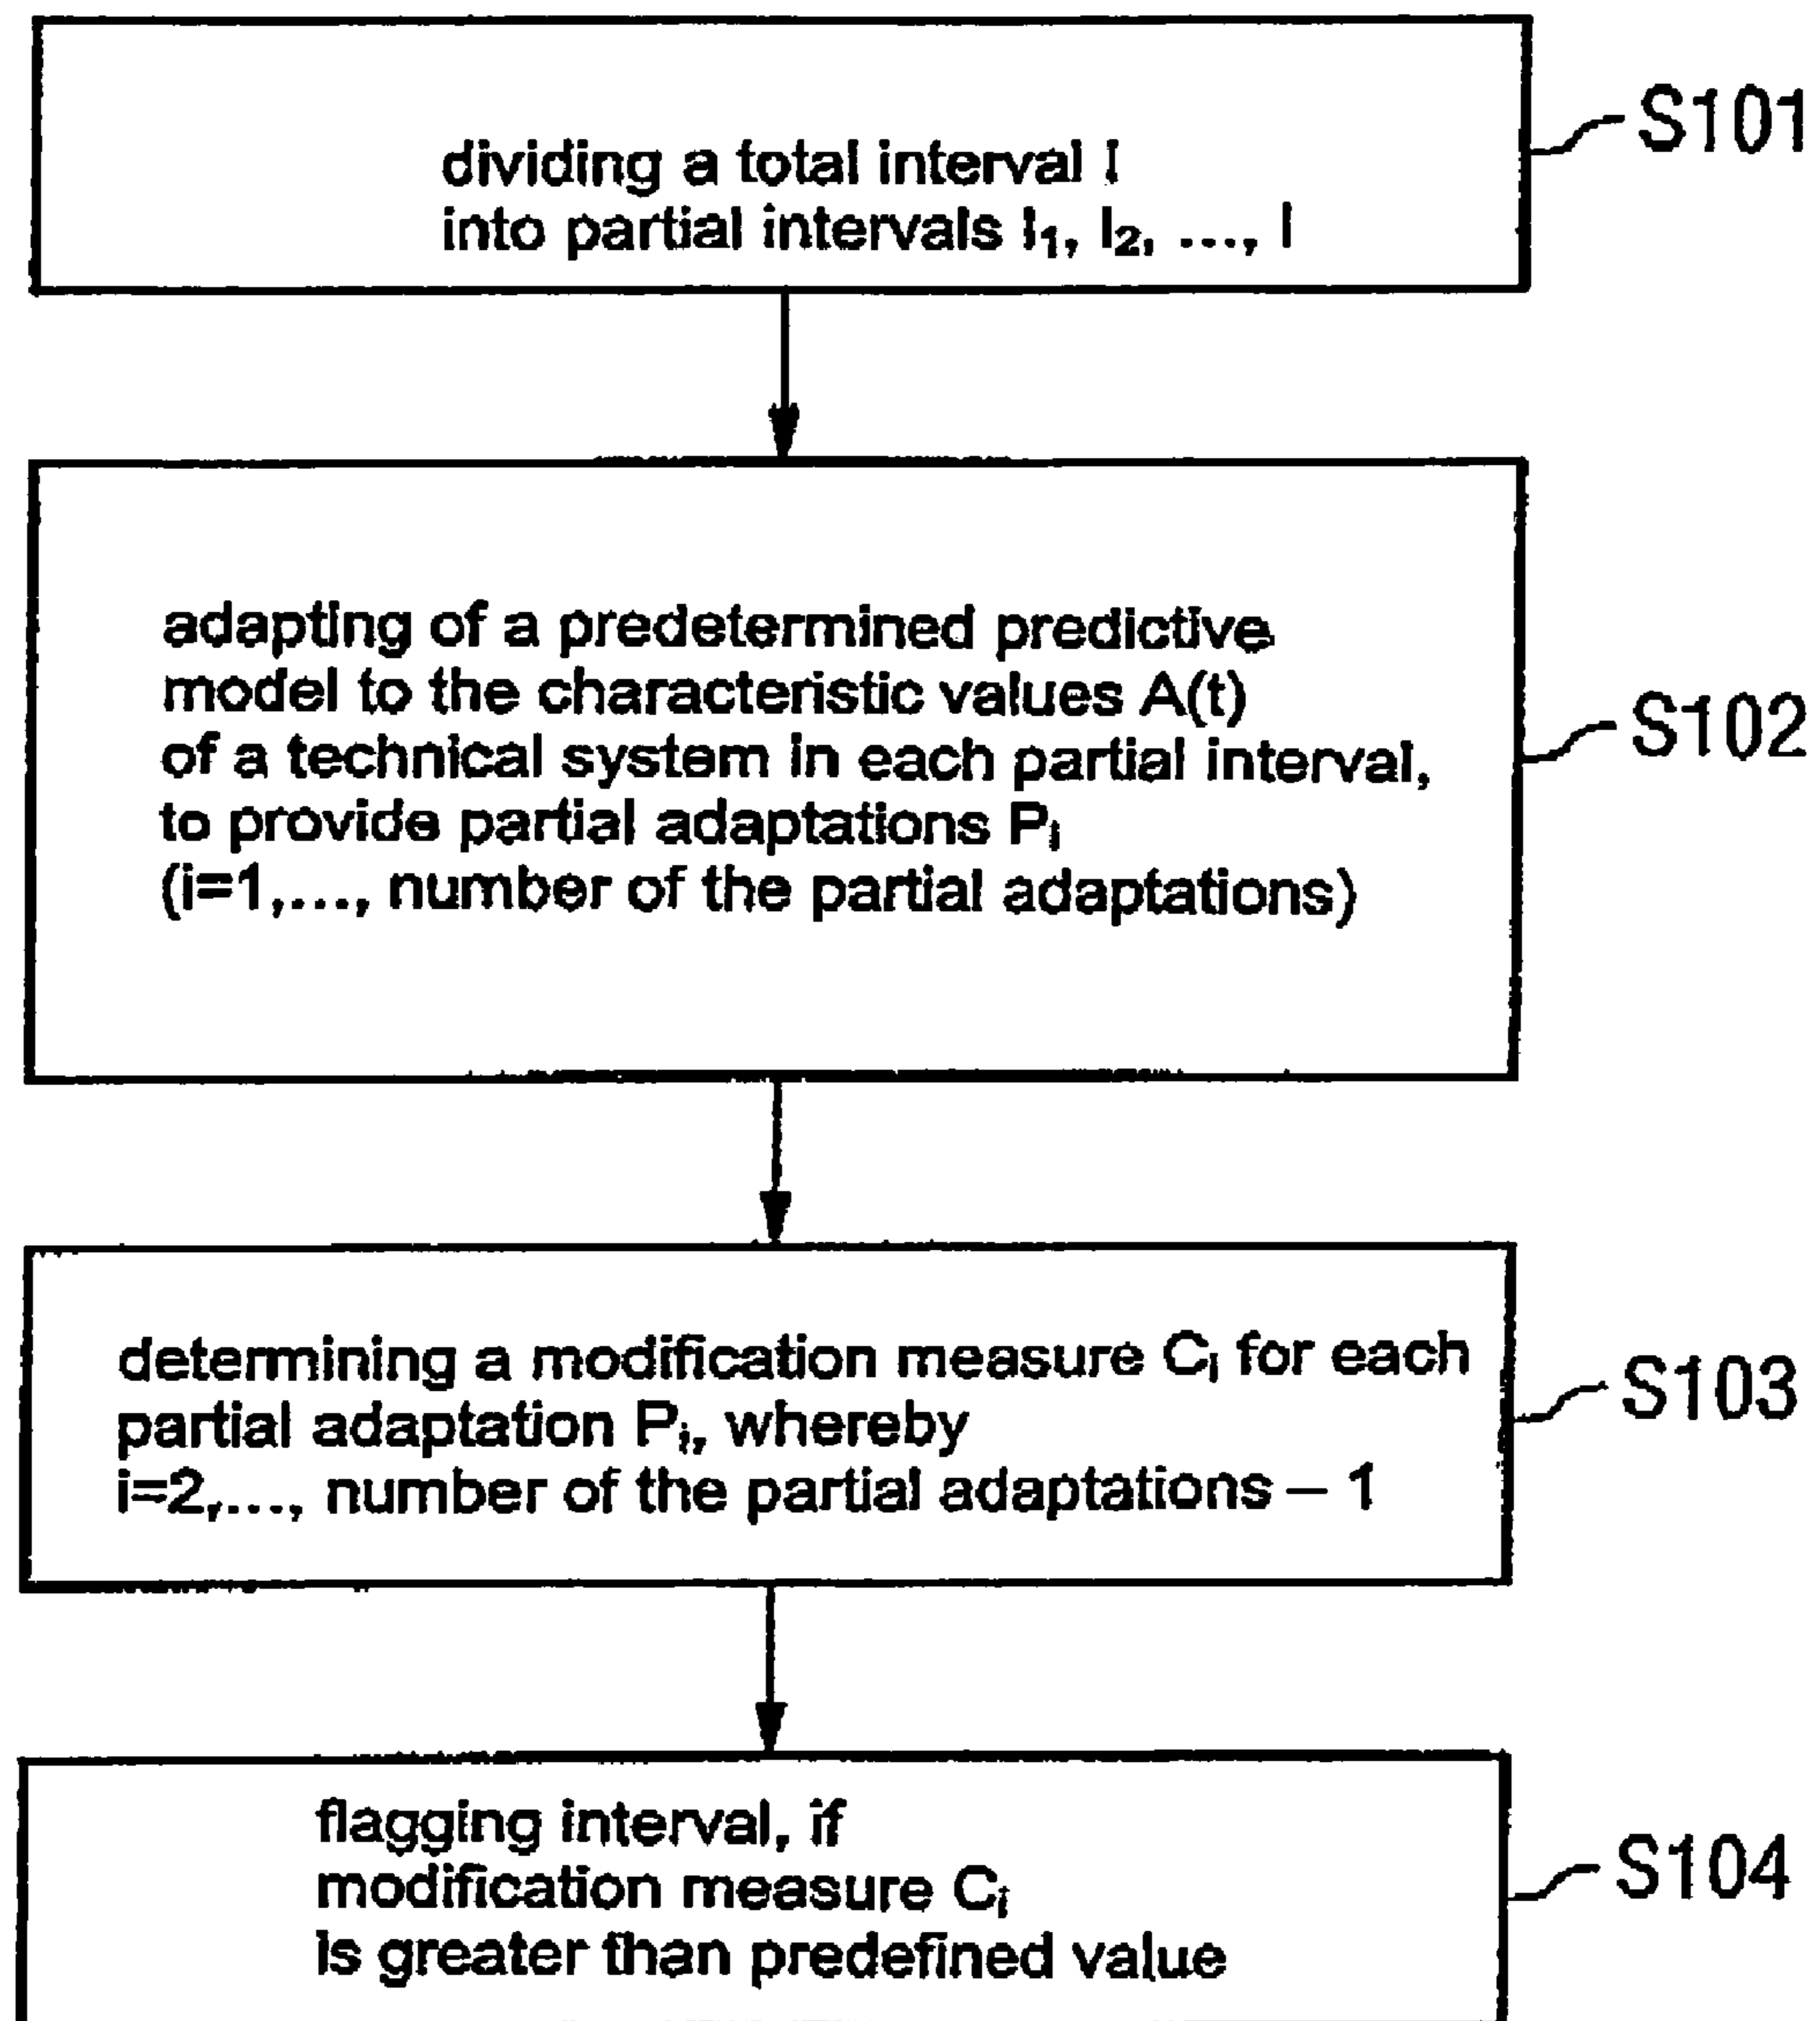 dividing a total interval I
into partial intervals I₁, I₂, ..., I
S101
adapting of a predetermined predictive
model to the characteristic values A(t)
of a technical system in each partial interval,
to provide partial adaptations Pᵢ
(i=1,..., number of the partial adaptations)
S102
determining a modification measure Cᵢ for each
partial adaptation Pᵢ, whereby
i=2,..., number of the partial adaptations – 1
S103
flagging interval, if
modification measure Cᵢ
is greater than predefined value
S104